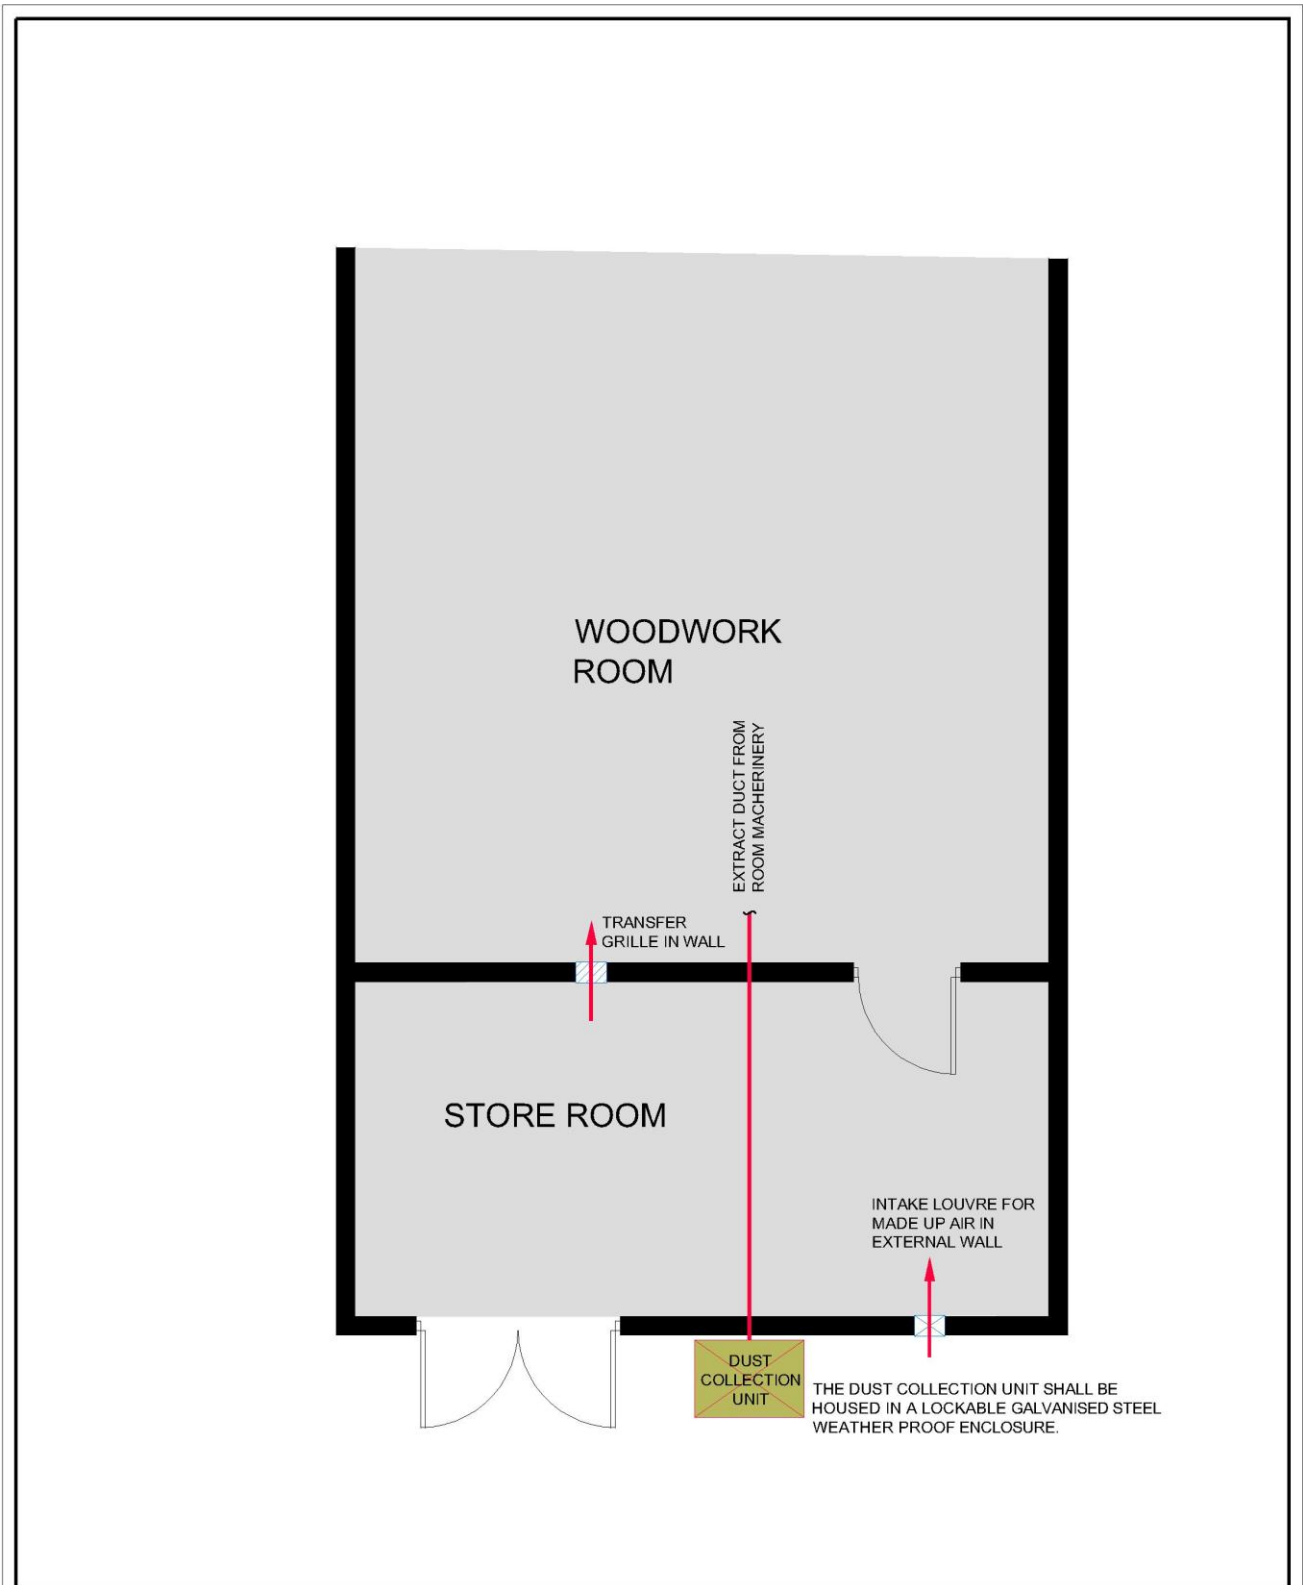 WOODWORK
ROOM
EXTRACT DUCT FROM
ROOM MACHERINERY
TRANSFER
GRILLE IN WALL
STORE ROOM
INTAKE LOUVRE FOR
MADE UP AIR IN
EXTERNAL WALL
DUST
COLLECTION
UNIT
THE DUST COLLECTION UNIT SHALL BE
HOUSED IN A LOCKABLE GALVANISED STEEL
WEATHER PROOF ENCLOSURE.